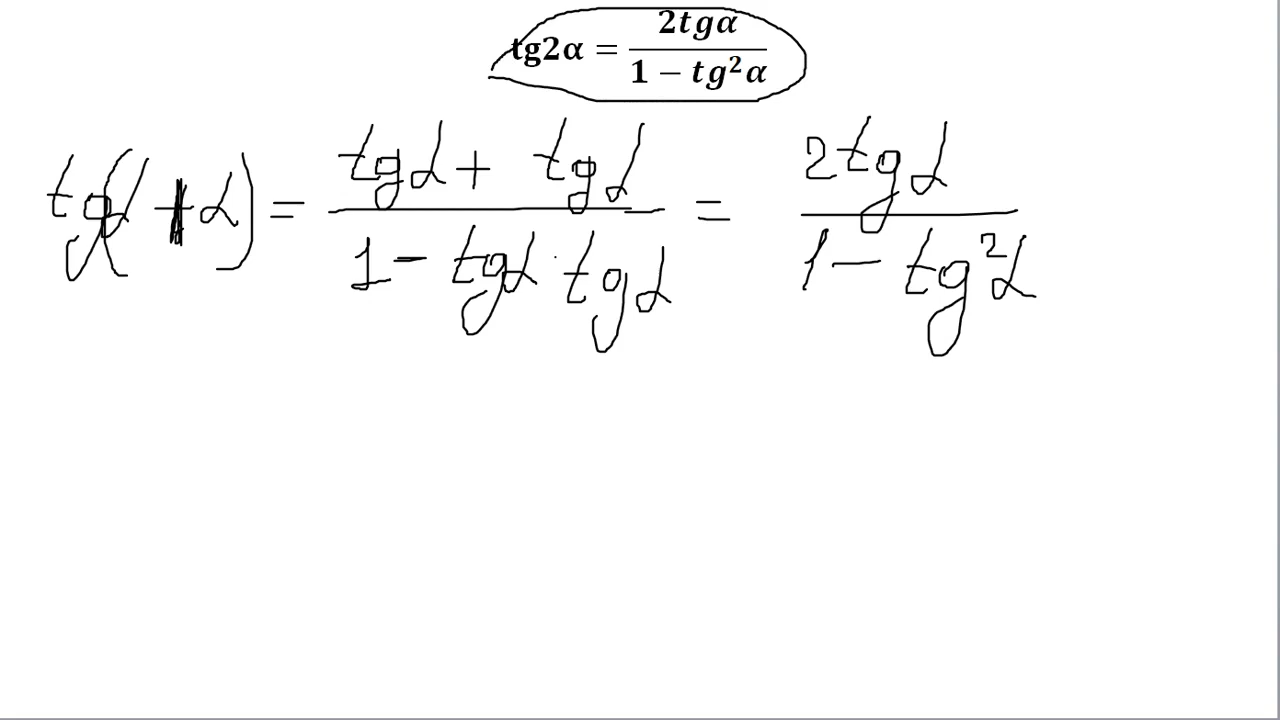 tg2α = 2tgα / 1 − tg²α
tg(α + α) = tgα + tgα / 1 − tgα · tgα = 2tgα / 1 − tg²α